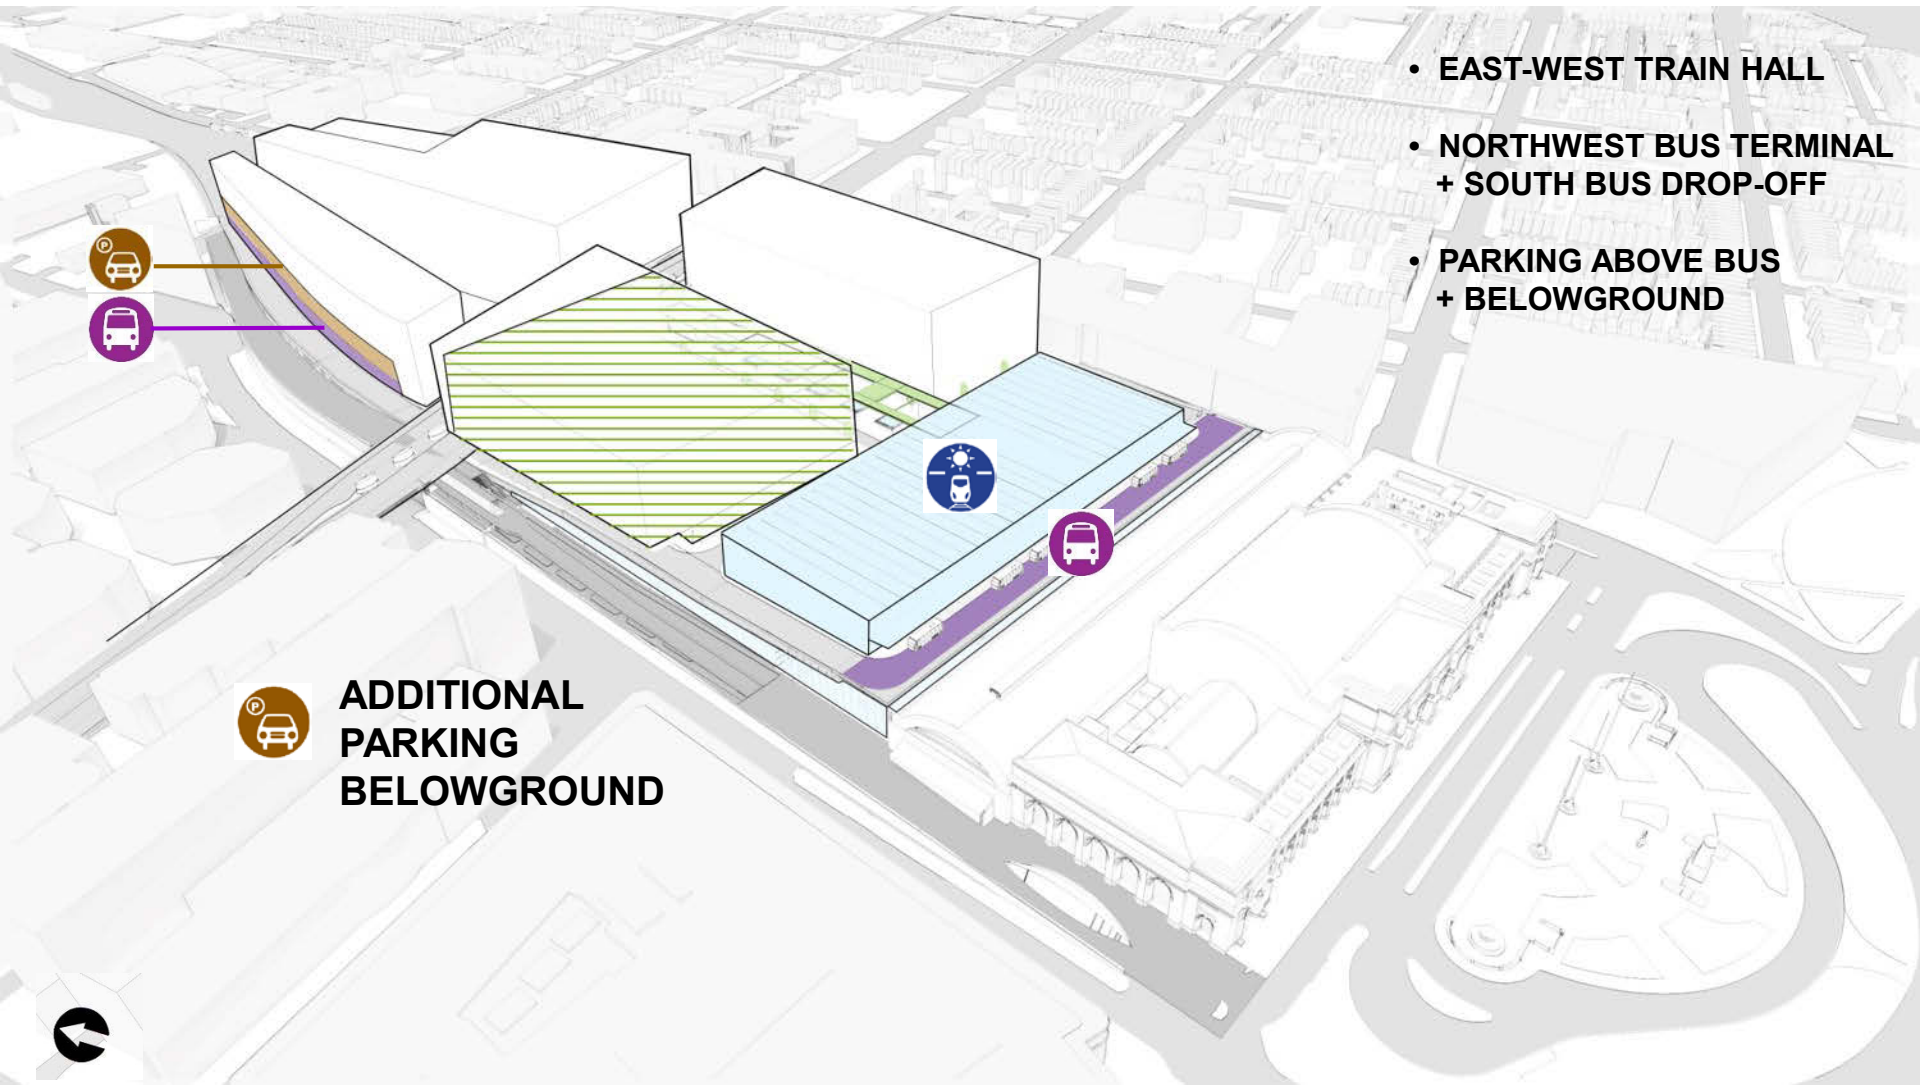 • EAST-WEST TRAIN HALL
• NORTHWEST BUS TERMINAL
+ SOUTH BUS DROP-OFF
• PARKING ABOVE BUS
+ BELOWGROUND
P
P
ADDITIONAL
PARKING
BELOWGROUND